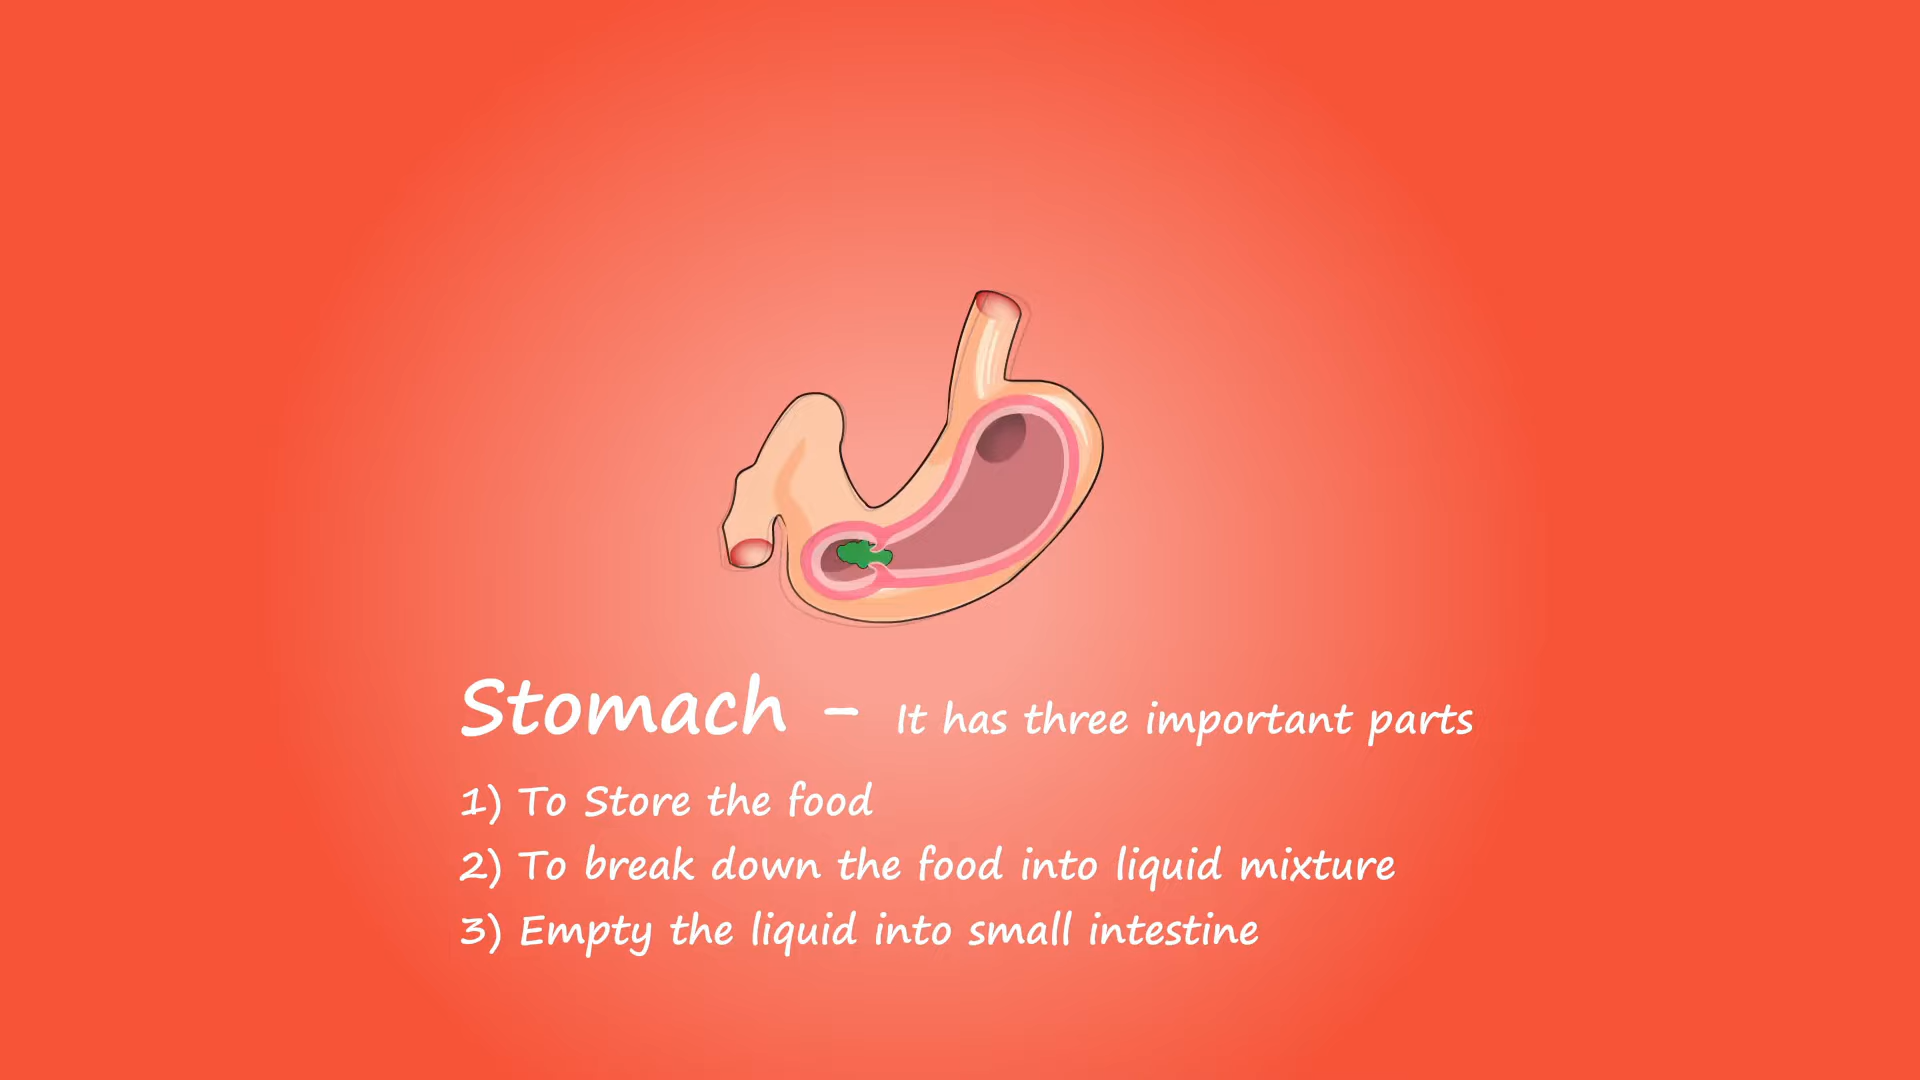 Stomach - It has three important parts
1) To Store the food
2) To break down the food into liquid mixture
3) Empty the liquid into small intestine